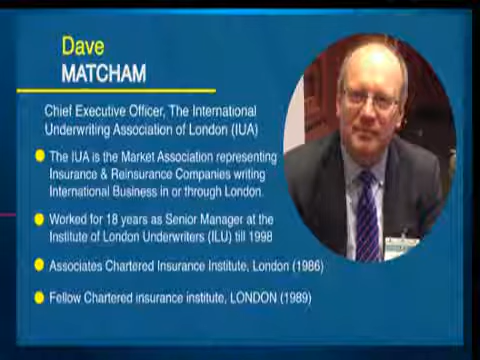 Dave
MATCHAM
Chief Executive Officer, The International
Underwriting Association of London (IUA)
The IUA is the Market Association representing
Insurance & Reinsurance Companies writing
International Business in or through London.
Worked for 18 years as Senior Manager at the
Institute of London Underwriters (ILU) till 1998
Associates Chartered Insurance Institute, London (1986)
Fellow Chartered insurance institute, LONDON (1989)